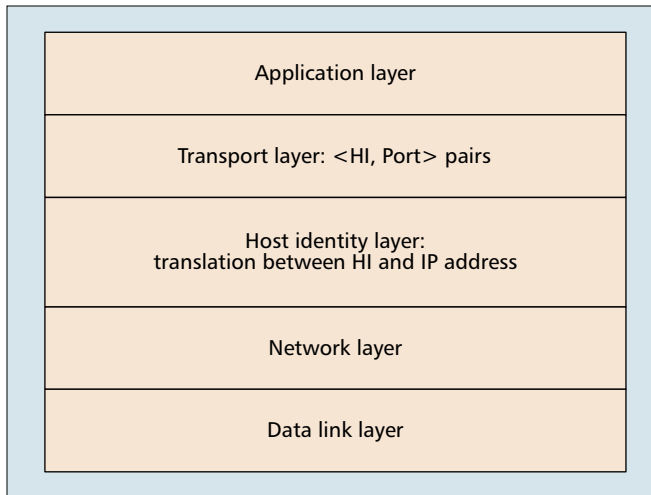 Application layer
Transport layer: <HI, Port> pairs
Host identity layer:
translation between HI and IP address
Network layer
Data link layer